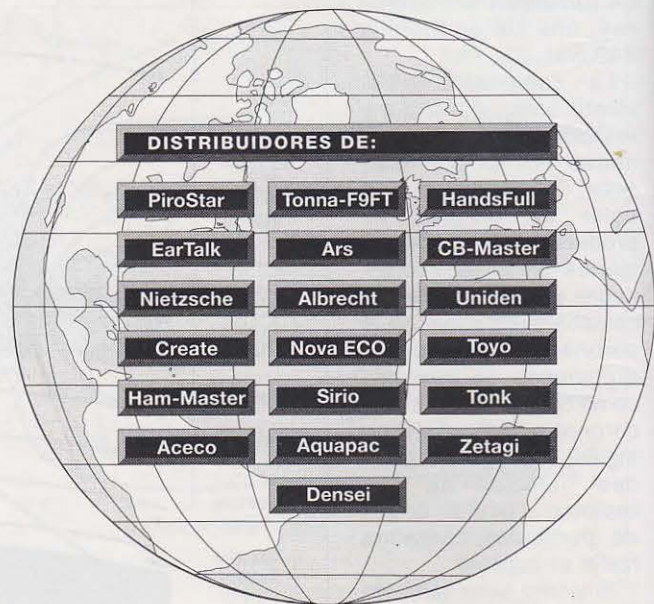 DISTRIBUIDORES DE:
PiroStar Tonna-F9FT HandsFull
EarTalk Ars CB-Master
Nietzsche Albrecht Uniden
Create Nova ECO Toyo
Ham-Master Sirio Tonk
Aceco Aquapac Zetagi
Densei